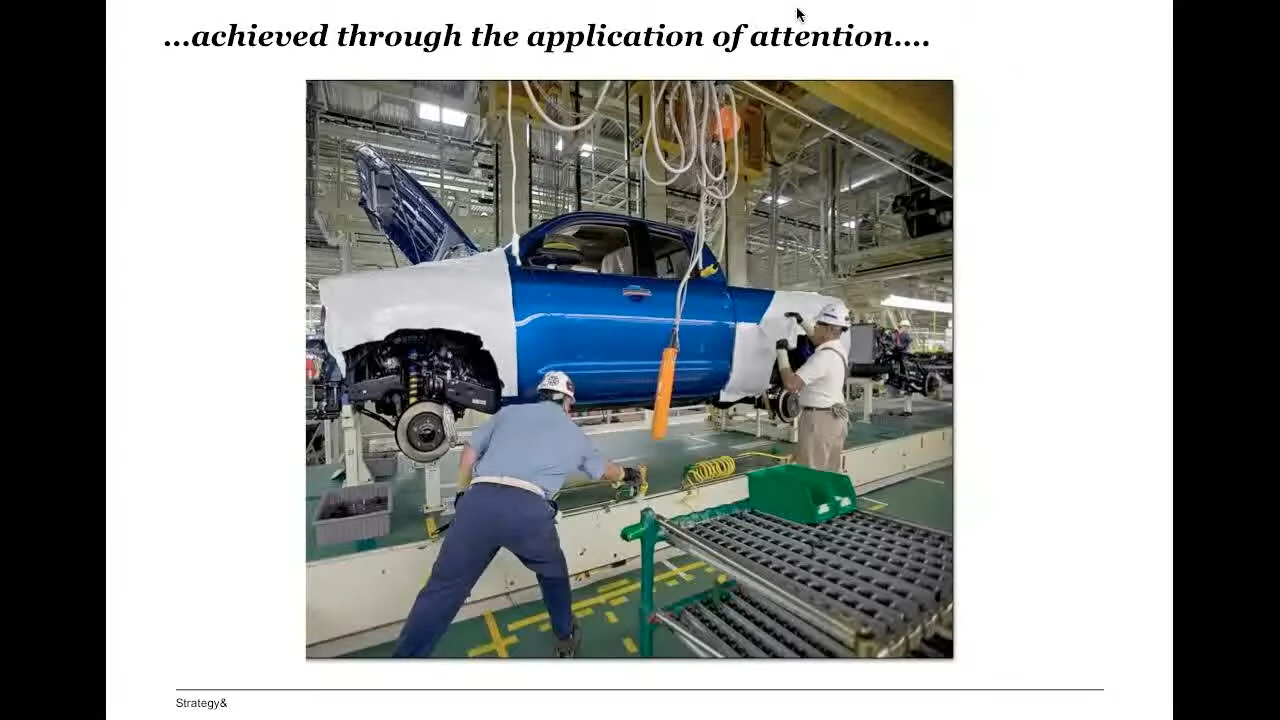 ...achieved through the application of attention....
Strategy&